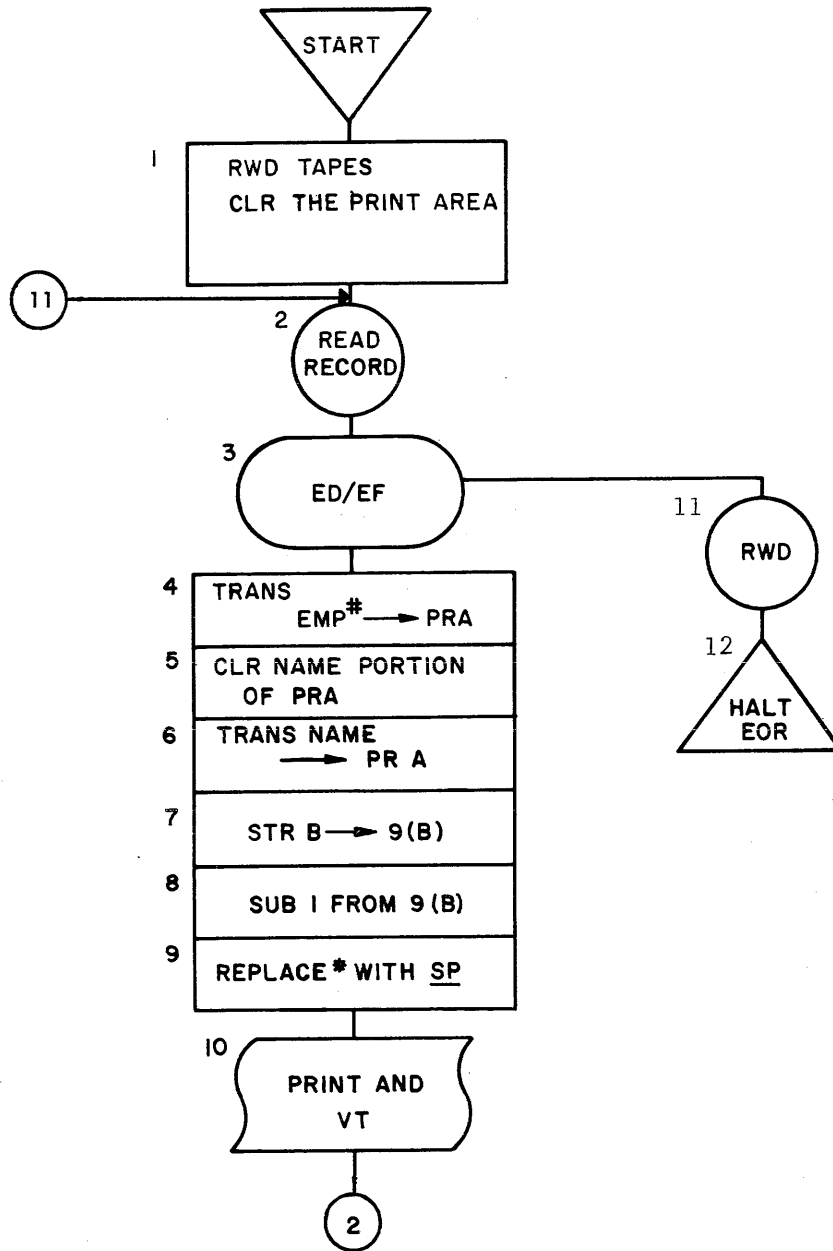 START
1
RWD TAPES
CLR THE PRINT AREA
11
2
READ
RECORD
3
ED/EF
11
RWD
12
HALT
EOR
4
TRANS
EMP# → PRA
5
CLR NAME PORTION
OF PRA
6
TRANS NAME
→ PR A
7
STR B → 9(B)
8
SUB 1 FROM 9(B)
9
REPLACE # WITH SP
10
PRINT AND
VT
2